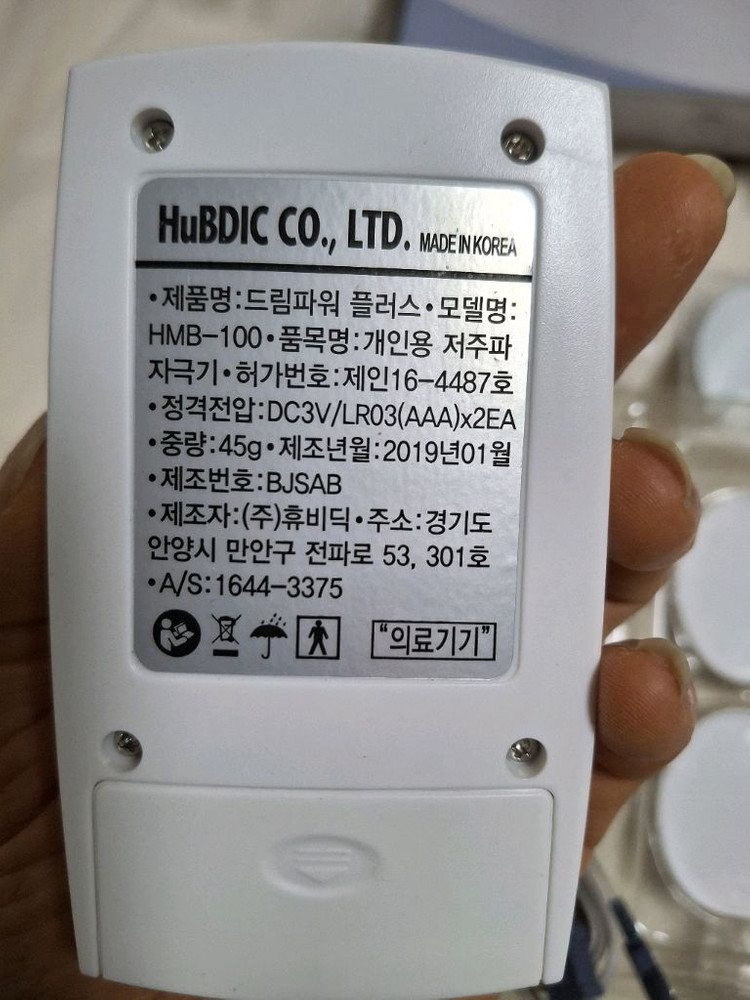 HuBDIC CO., LTD. MADE IN KOREA
•제품명:드림파워 플러스•모델명:
HMB-100•품목명:개인용 저주파
자극기•허가번호:제인16-4487호
•정격전압:DC3V/LR03(AAA)x2EA
•중량:45g•제조년월:2019년01월
•제조번호:BJSAB
•제조자:(주)휴비딕•주소:경기도
안양시 만안구 전파로 53, 301호
•A/S:1644-3375
“의료기기”